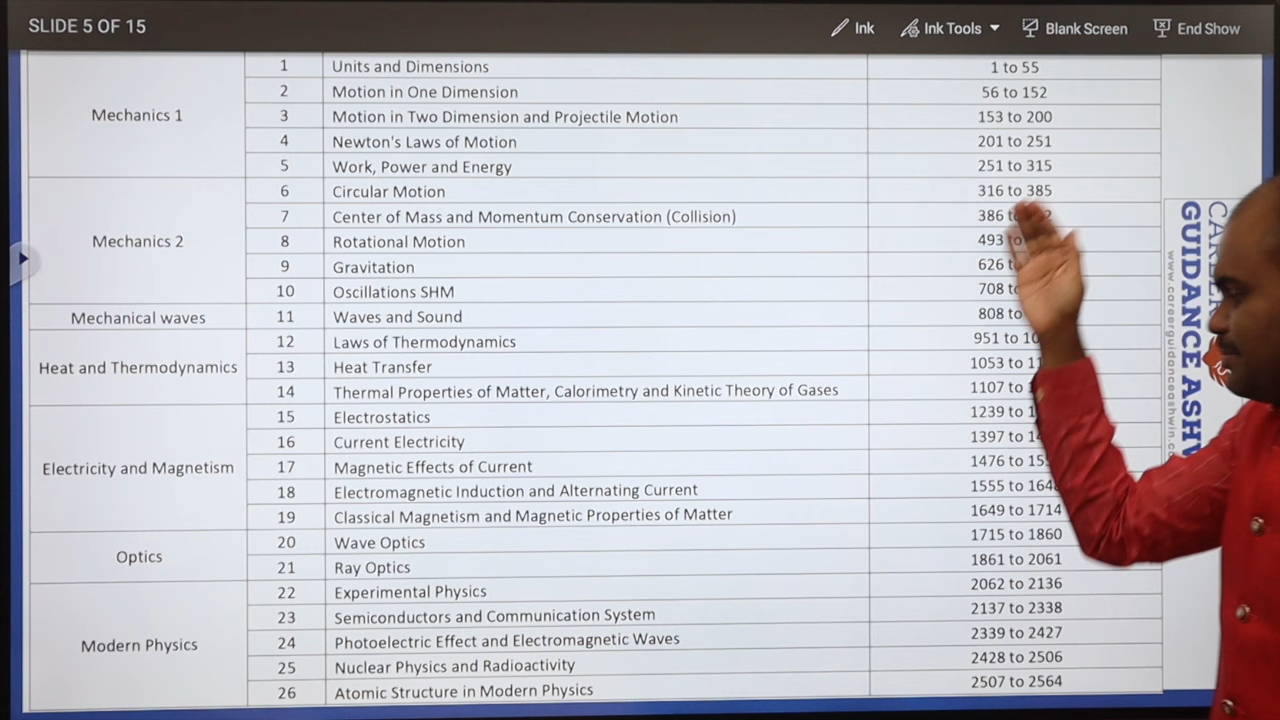 SLIDE 5 OF 15
Ink
Ink Tools
Blank Screen
End Show
Mechanics 1
1 Units and Dimensions 1 to 55
2 Motion in One Dimension 56 to 152
3 Motion in Two Dimension and Projectile Motion 153 to 200
4 Newton's Laws of Motion 201 to 251
5 Work, Power and Energy 251 to 315
Mechanics 2
6 Circular Motion 316 to 385
7 Center of Mass and Momentum Conservation (Collision) 386
8 Rotational Motion 493
9 Gravitation 626
10 Oscillations SHM 708
Mechanical waves
11 Waves and Sound 808
Heat and Thermodynamics
12 Laws of Thermodynamics 951 to
13 Heat Transfer 1053 to
14 Thermal Properties of Matter, Calorimetry and Kinetic Theory of Gases 1107 to
Electricity and Magnetism
15 Electrostatics 1239 to
16 Current Electricity 1397 to
17 Magnetic Effects of Current 1476 to
18 Electromagnetic Induction and Alternating Current 1555 to
19 Classical Magnetism and Magnetic Properties of Matter 1649 to 1714
Optics
20 Wave Optics 1715 to 1860
21 Ray Optics 1861 to 2061
Modern Physics
22 Experimental Physics 2062 to 2136
23 Semiconductors and Communication System 2137 to 2338
24 Photoelectric Effect and Electromagnetic Waves 2339 to 2427
25 Nuclear Physics and Radioactivity 2428 to 2506
26 Atomic Structure in Modern Physics 2507 to 2564
GUIDANCE